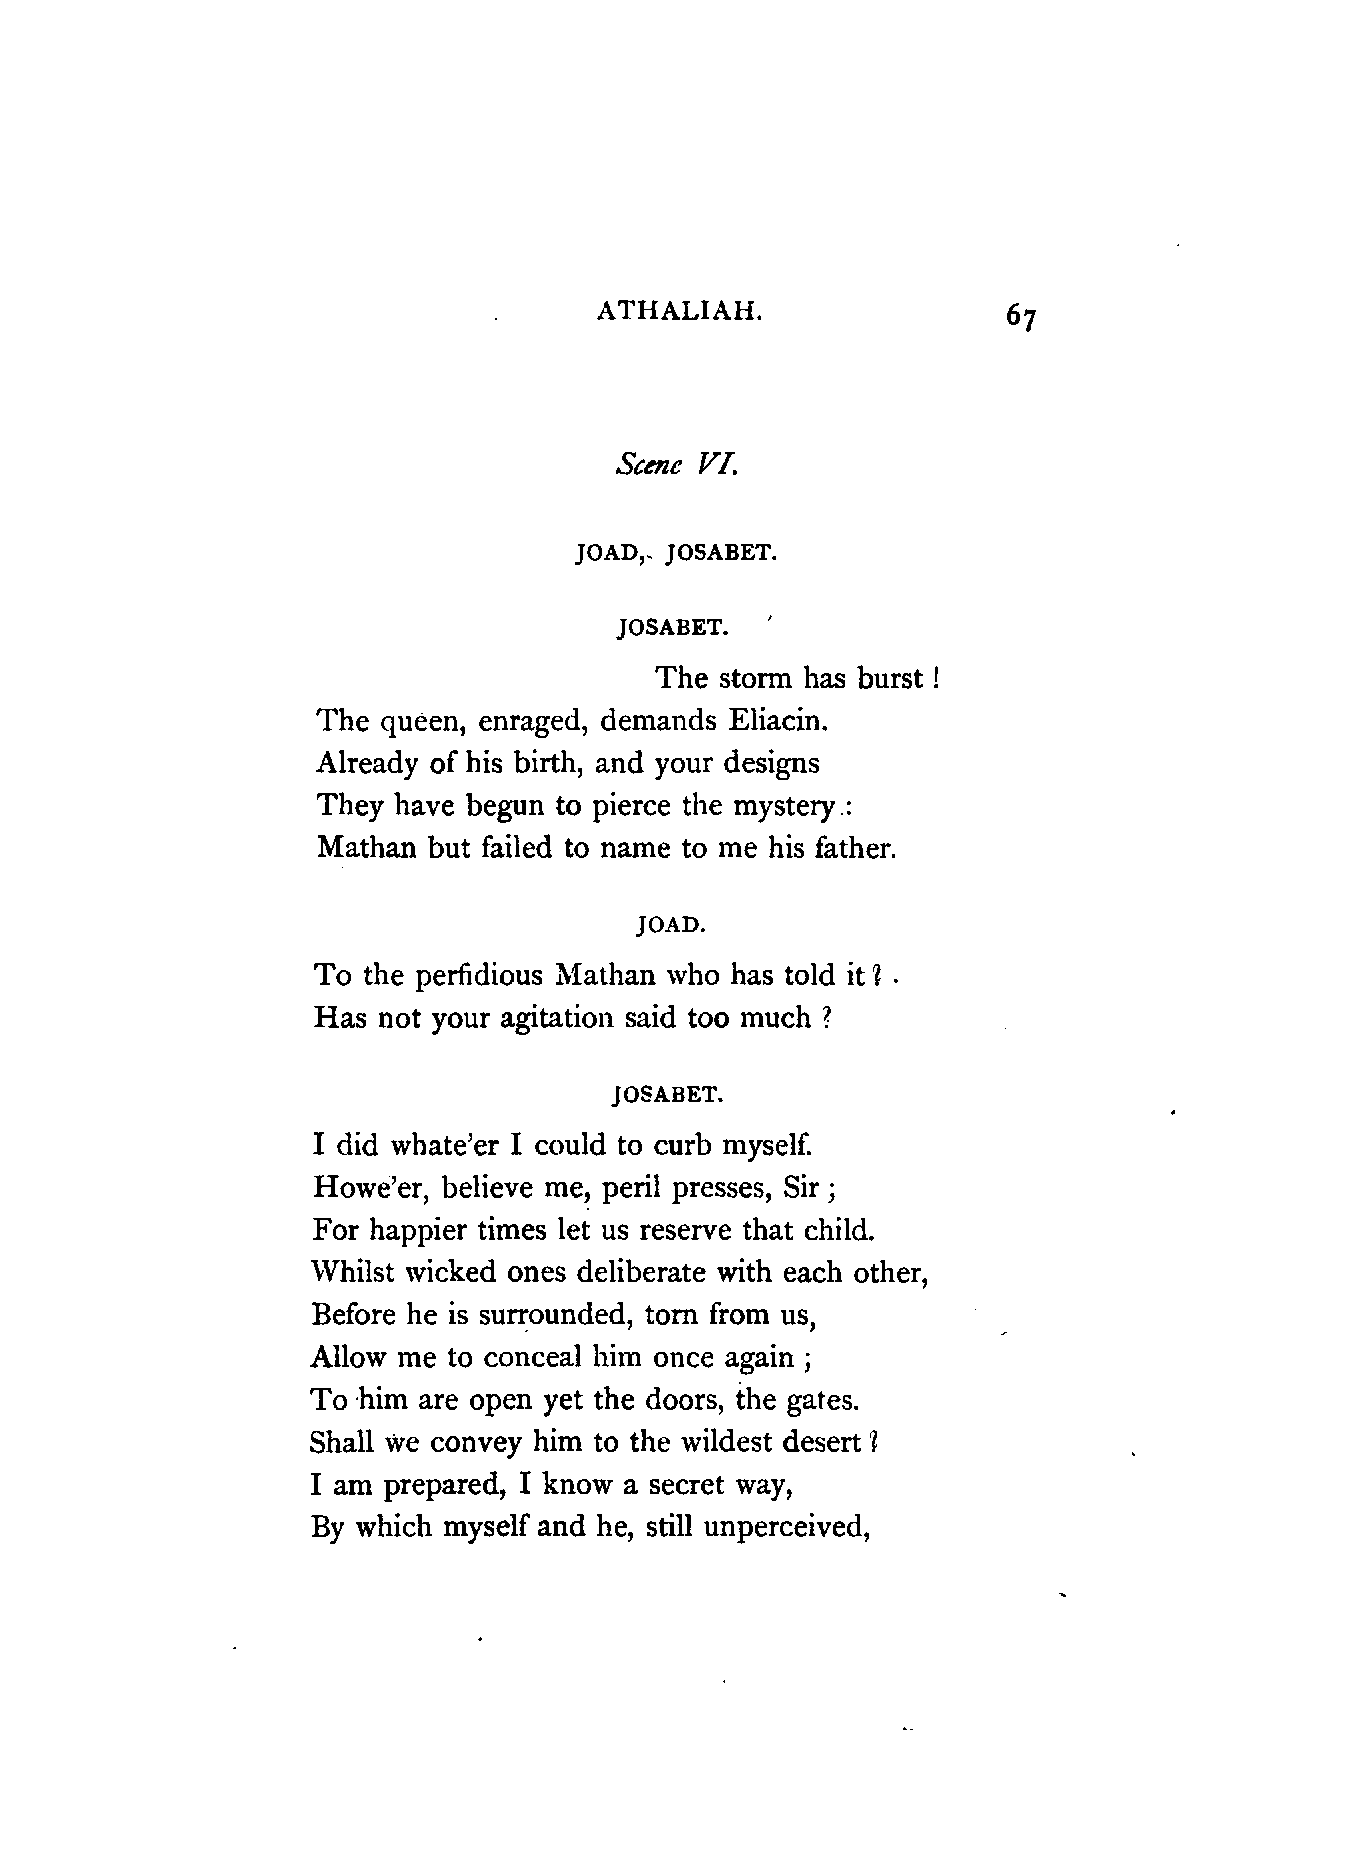 ATHALIAH. 67
Scene VI.
JOAD, JOSABET.
JOSABET.
The storm has burst !
The queen, enraged, demands Eliacin.
Already of his birth, and your designs
They have begun to pierce the mystery :
Mathan but failed to name to me his father.
JOAD.
To the perfidious Mathan who has told it ?
Has not your agitation said too much ?
JOSABET.
I did whate'er I could to curb myself.
Howe'er, believe me, peril presses, Sir ;
For happier times let us reserve that child.
Whilst wicked ones deliberate with each other,
Before he is surrounded, torn from us,
Allow me to conceal him once again ;
To him are open yet the doors, the gates.
Shall we convey him to the wildest desert ?
I am prepared, I know a secret way,
By which myself and he, still unperceived,